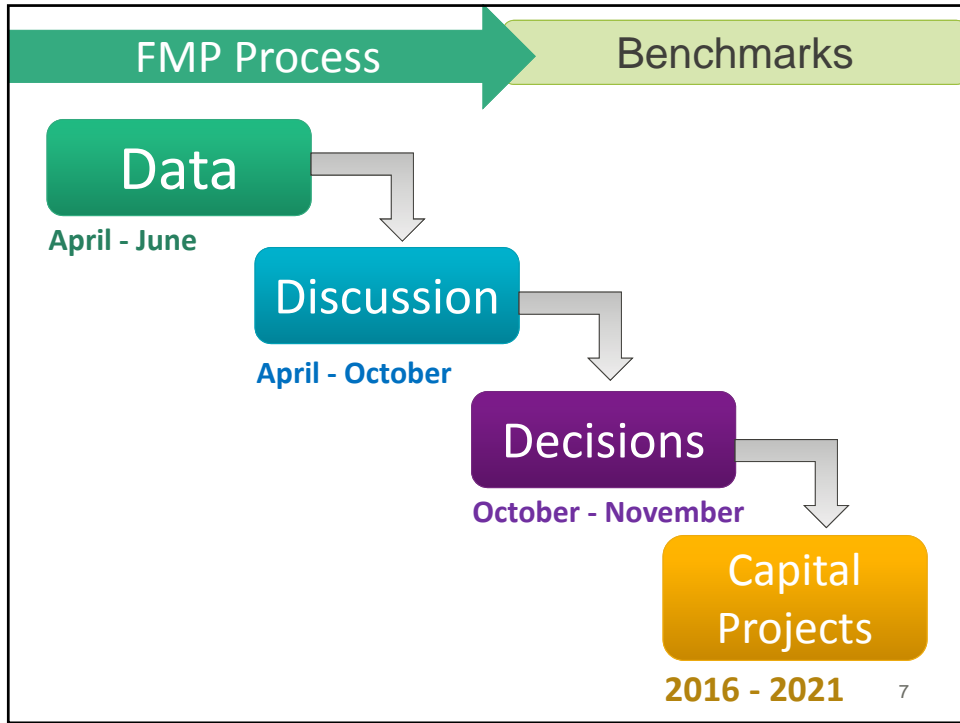 FMP Process
Benchmarks
Data
April - June
Discussion
April - October
Decisions
October - November
Capital
Projects
2016 - 2021
7